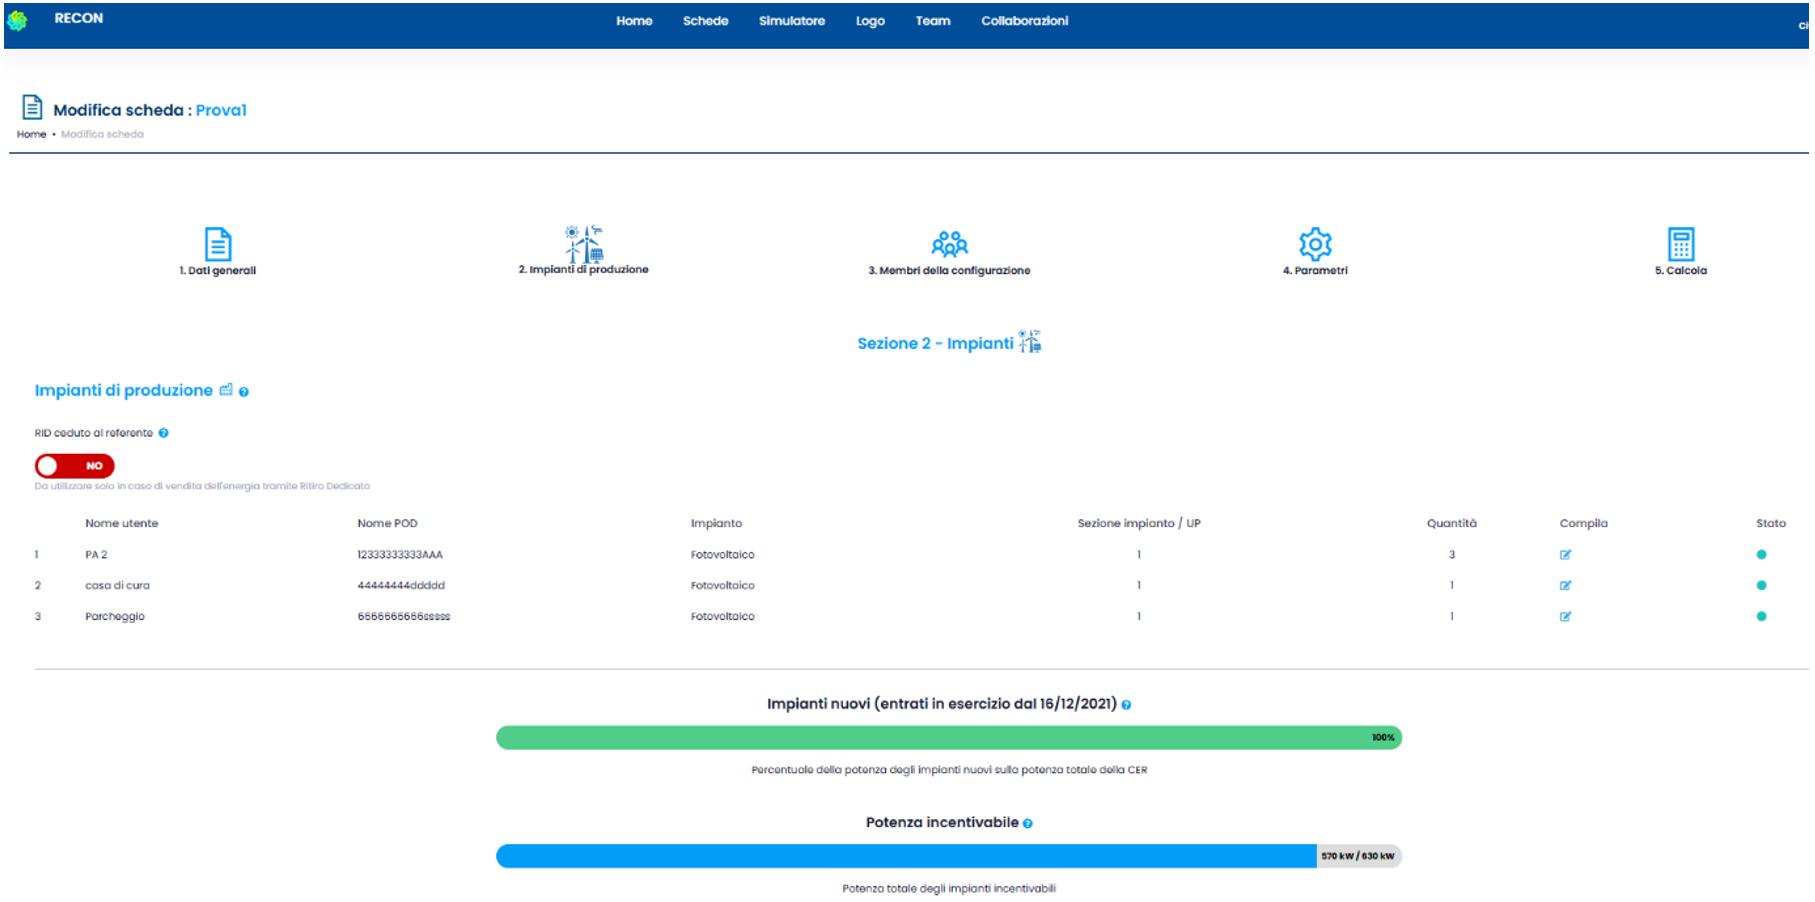 RECON Home Schede Simulatore Logo Team Collaborazioni
Modifica scheda : Prova1
Home • Modifica scheda
1. Dati generali 2. Impianti di produzione 3. Membri della configurazione 4. Parametri 5. Calcola
Sezione 2 - Impianti
Impianti di produzione
RID ceduto al referente
NO
Da utilizzare solo in caso di vendita dell'energia tramite Ritiro Dedicato
Nome utente Nome POD Impianto Sezione impianto / UP Quantità Compila Stato
1 PA 2 12333333333AAA Fotovoltaico 1 3
2 casa di cura 44444444ddddd Fotovoltaico 1 1
3 Parcheggio 6666666666sssss Fotovoltaico 1 1
Impianti nuovi (entrati in esercizio dal 16/12/2021)
100%
Percentuale della potenza degli impianti nuovi sulla potenza totale della CER
Potenza incentivabile
570 kW / 630 kW
Potenza totale degli impianti incentivabili